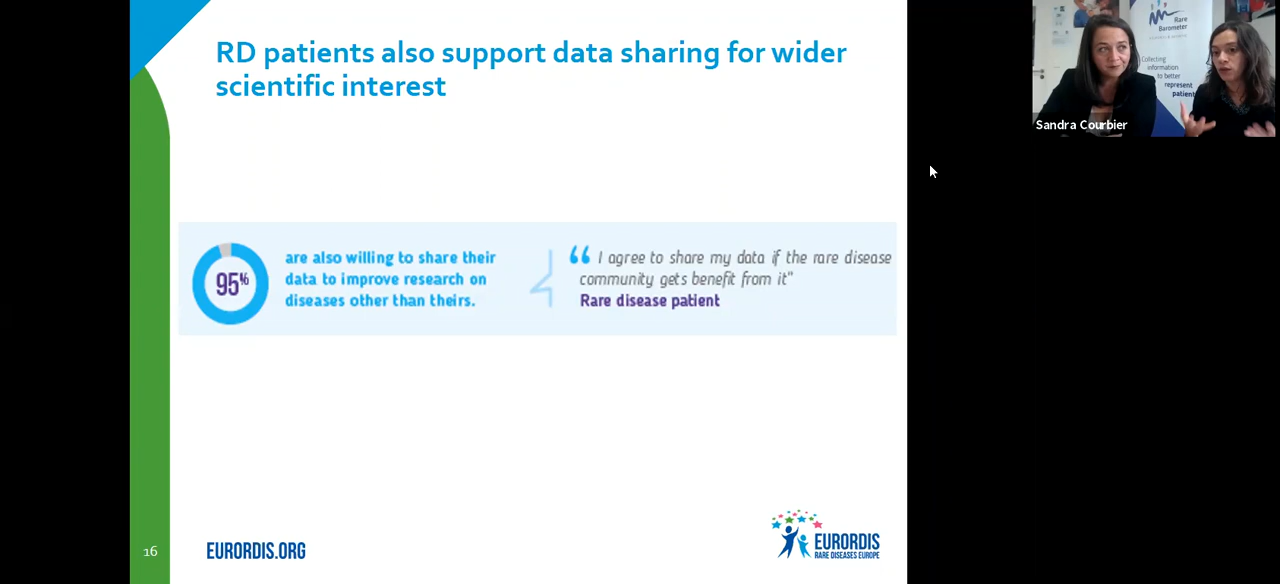 RD patients also support data sharing for wider
scientific interest
95%
are also willing to share their
data to improve research on
diseases other than theirs.
“ I agree to share my data if the rare disease
community gets benefit from it"
Rare disease patient
16
EURORDIS.ORG
EURORDIS
RARE DISEASES EUROPE
Rare
Barometer
Collecting
information
to better
represent
patient
Sandra Courbier